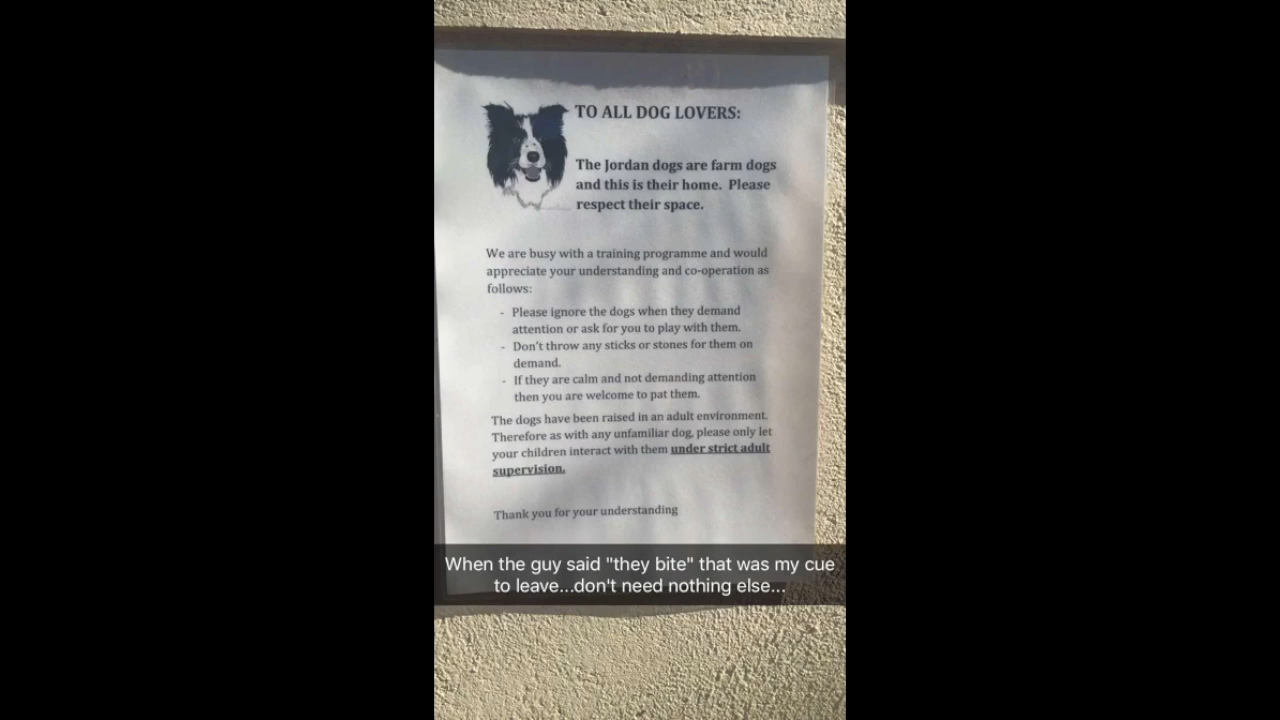 TO ALL DOG LOVERS:
The Jordan dogs are farm dogs
and this is their home. Please
respect their space.
We are busy with a training programme and would
appreciate your understanding and co-operation as
follows:
- Please ignore the dogs when they demand
attention or ask for you to play with them.
- Don't throw any sticks or stones for them on
demand.
- If they are calm and not demanding attention
then you are welcome to pat them.
The dogs have been raised in an adult environment.
Therefore as with any unfamiliar dog, please only let
your children interact with them under strict adult
supervision.
Thank you for your understanding
When the guy said "they bite" that was my cue
to leave...don't need nothing else...